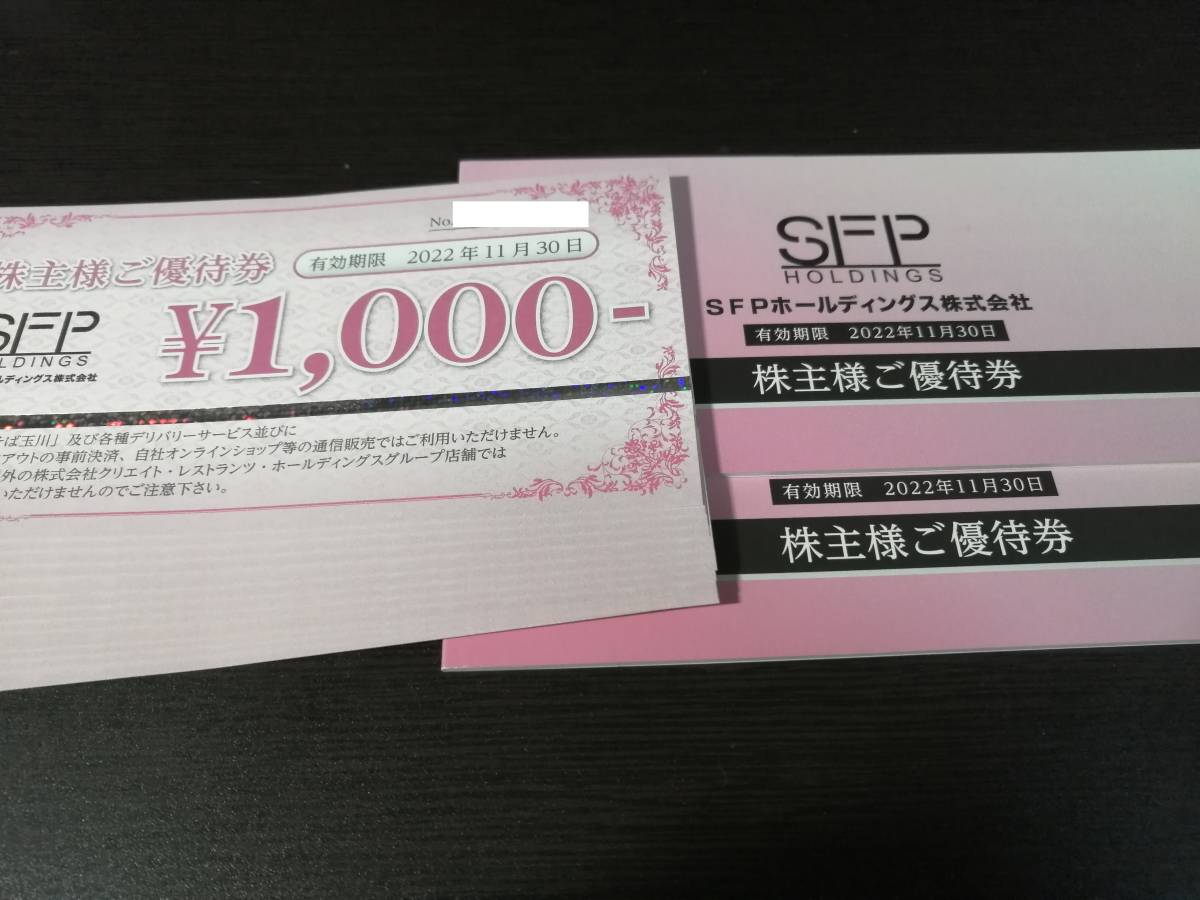 No.
株主様ご優待券
有効期限 2022年11月30日
SFP
LDINGS
ルディングス株式会社
¥1,000-
ば玉川」及び各種デリバリーサービス並びに
アウトの事前決済、自社オンラインショップ等の通信販売ではご利用いただけません。
外の株式会社クリエイト・レストランツ・ホールディングスグループ店舗では
いただけませんのでご注意下さい。
SFP
HOLDINGS
SFPホールディングス株式会社
有効期限 2022年11月30日
株主様ご優待券
有効期限 2022年11月30日
株主様ご優待券